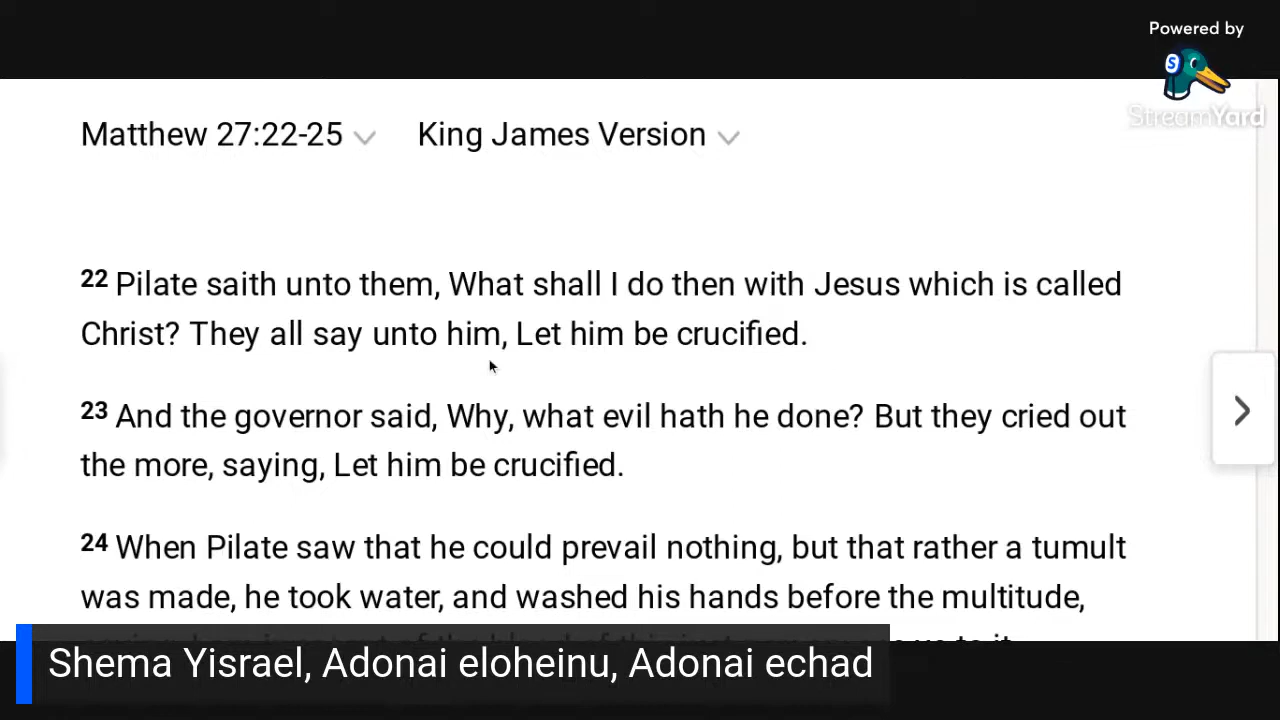 Powered by
StreamYard
Matthew 27:22-25 King James Version
22 Pilate saith unto them, What shall I do then with Jesus which is called
Christ? They all say unto him, Let him be crucified.
23 And the governor said, Why, what evil hath he done? But they cried out
the more, saying, Let him be crucified.
24 When Pilate saw that he could prevail nothing, but that rather a tumult
was made, he took water, and washed his hands before the multitude,
Shema Yisrael, Adonai eloheinu, Adonai echad